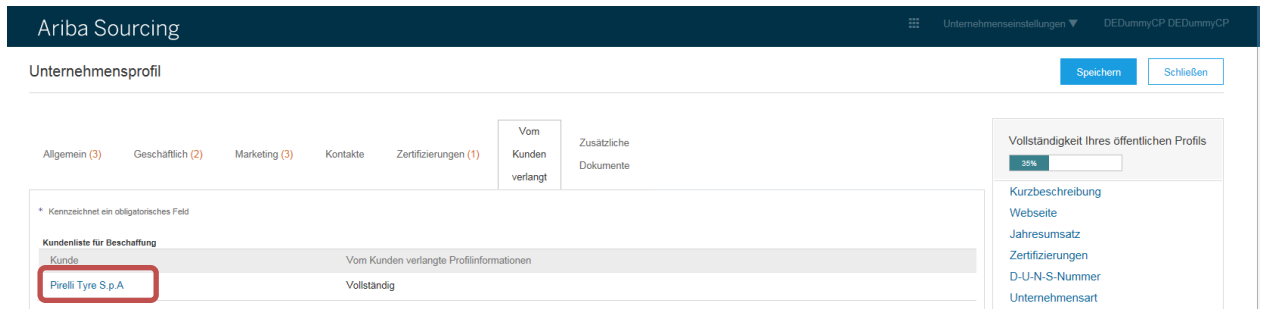 Ariba Sourcing
Unternehmenseinstellungen ▼ DEDummyCP DEDummyCP
Unternehmensprofil
Speichern Schließen
Allgemein (3) Geschäftlich (2) Marketing (3) Kontakte Zertifizierungen (1)
Vom
Kunden
verlangt
Zusätzliche
Dokumente
* Kennzeichnet ein obligatorisches Feld
Kundenliste für Beschaffung
Kunde Vom Kunden verlangte Profilinformationen
Pirelli Tyre S.p.A Vollständig
Vollständigkeit Ihres öffentlichen Profils
35%
Kurzbeschreibung
Webseite
Jahresumsatz
Zertifizierungen
D-U-N-S-Nummer
Unternehmensart